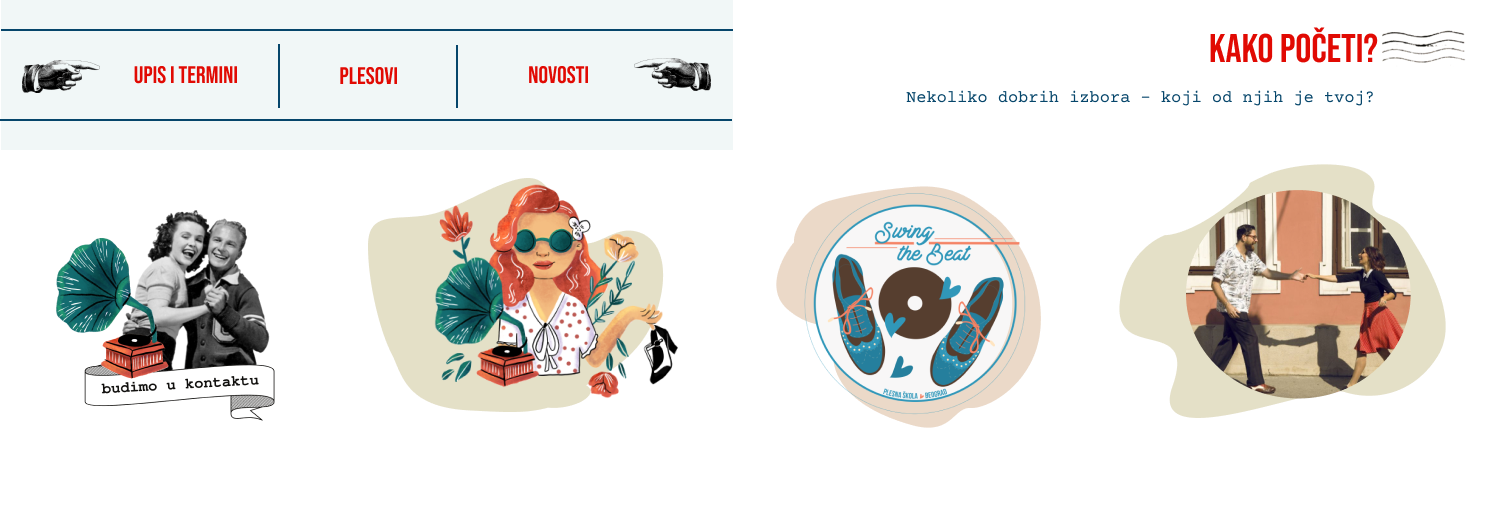 UPIS I TERMINI
PLESOVI
NOVOSTI
KAKO POČETI?
Nekoliko dobrih izbora – koji od njih je tvoj?
budimo u kontaktu
Swing
the Beat
PLESNA ŠKOLA BEOGRAD